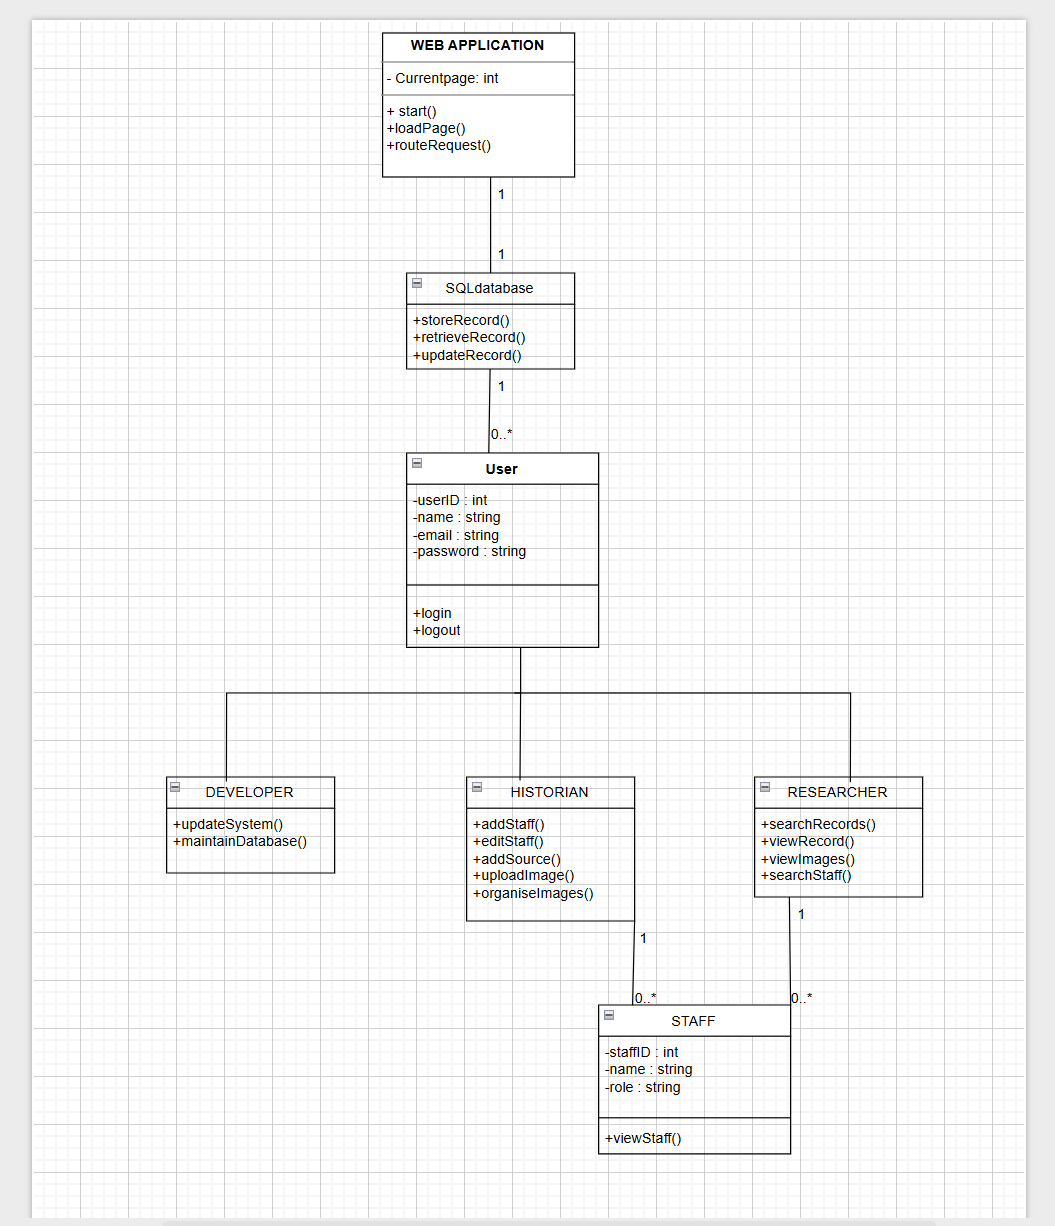 WEB APPLICATION
- Currentpage: int
+ start()
+loadPage()
+routeRequest()
1
1
SQLdatabase
+storeRecord()
+retrieveRecord()
+updateRecord()
1
0..*
User
-userID : int
-name : string
-email : string
-password : string
+login
+logout
DEVELOPER
+updateSystem()
+maintainDatabase()
HISTORIAN
+addStaff()
+editStaff()
+addSource()
+uploadImage()
+organiseImages()
RESEARCHER
+searchRecords()
+viewRecord()
+viewImages()
+searchStaff()
1
1
0..*
0..*
STAFF
-staffID : int
-name : string
-role : string
+viewStaff()